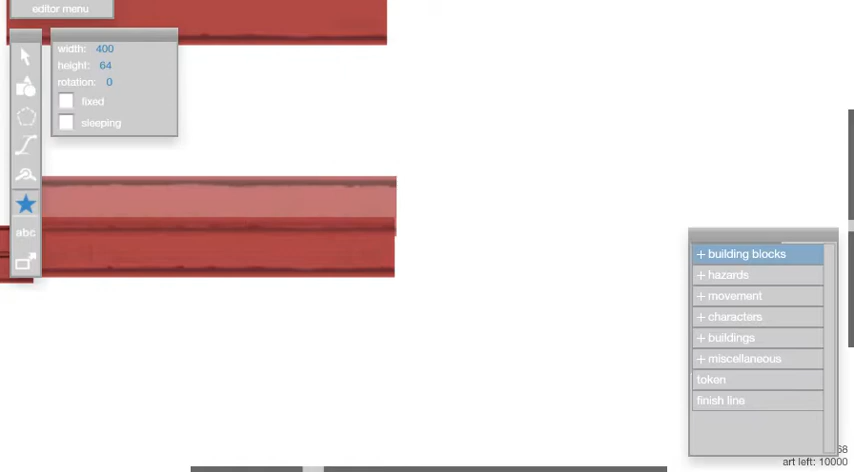 editor menu
width: 400
height: 64
rotation: 0
fixed
sleeping
abc
+ building blocks
+ hazards
+ movement
+ characters
+ buildings
+ miscellaneous
token
finish line
68
art left: 10000